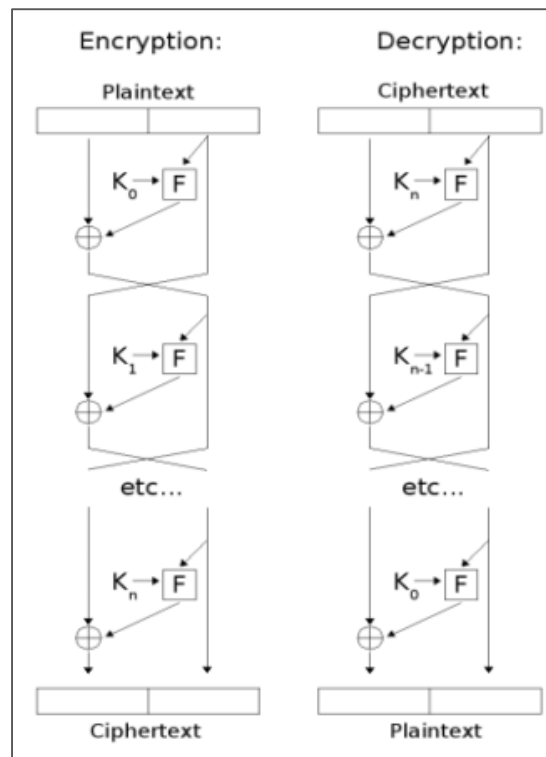 Encryption:
Plaintext
K0
F
K1
F
etc...
Kn
F
Ciphertext
Decryption:
Ciphertext
Kn
F
Kn-1
F
etc...
K0
F
Plaintext